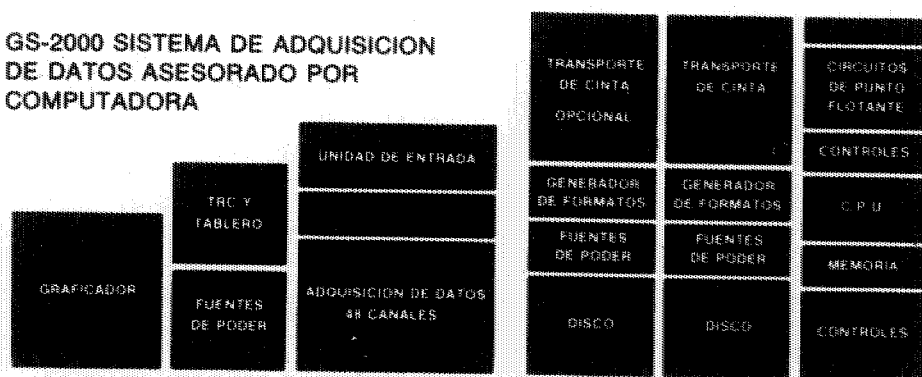 GS-2000 SISTEMA DE ADQUISICION
DE DATOS ASESORADO POR
COMPUTADORA
GRAFICADOR
TRC Y
TABLERO
FUENTES
DE PODER
UNIDAD DE ENTRADA
ADQUISICION DE DATOS
48 CANALES
TRANSPORTE
DE CINTA
OPCIONAL
GENERADOR
DE FORMATOS
FUENTES
DE PODER
DISCO
TRANSPORTE
DE CINTA
GENERADOR
DE FORMATOS
FUENTES
DE PODER
DISCO
CIRCUITOS
DE PUNTO
FLOTANTE
CONTROLES
C P U
MEMORIA
CONTROLES